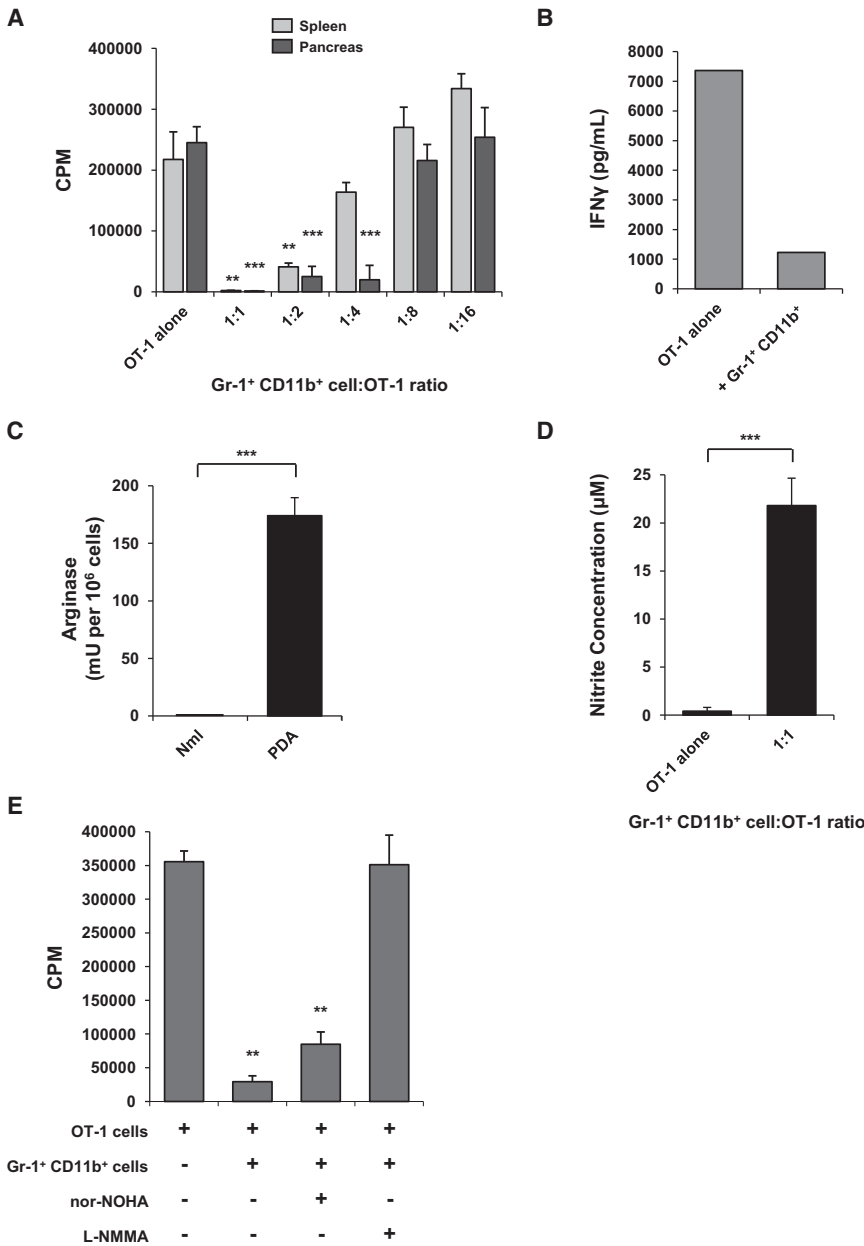 A
Spleen
Pancreas
400000
300000
200000
100000
0
CPM
** ***
** ***
***
OT-1 alone
1:1
1:2
1:4
1:8
1:16
Gr-1⁺ CD11b⁺ cell:OT-1 ratio
B
8000
7000
6000
5000
4000
3000
2000
1000
0
IFNγ (pg/mL)
OT-1 alone
+ Gr-1⁺ CD11b⁺
C
***
200
150
100
50
0
Arginase
(mU per 10⁶ cells)
Nml
PDA
D
***
25
20
15
10
5
0
Nitrite Concentration (µM)
OT-1 alone
1:1
Gr-1⁺ CD11b⁺ cell:OT-1 ratio
E
400000
350000
300000
250000
200000
150000
100000
50000
0
CPM
**
**
OT-1 cells + + + +
Gr-1⁺ CD11b⁺ cells - + + +
nor-NOHA - - + -
L-NMMA - - - +